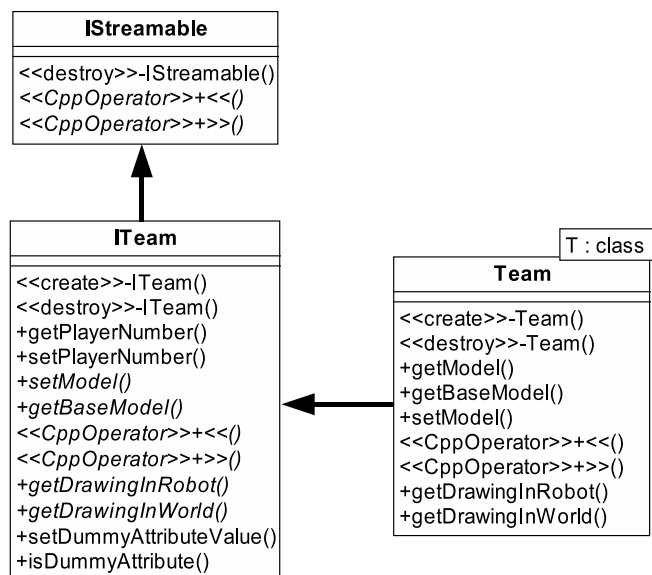 IStreamable
<<destroy>>-IStreamable()
<<CppOperator>>+<<()
<<CppOperator>>+>>()
ITeam
<<create>>-ITeam()
<<destroy>>-ITeam()
+getPlayerNumber()
+setPlayerNumber()
+setModel()
+getBaseModel()
<<CppOperator>>+<<()
<<CppOperator>>+>>()
+getDrawingInRobot()
+getDrawingInWorld()
+setDummyAttributeValue()
+isDummyAttribute()
T : class
Team
<<create>>-Team()
<<destroy>>-Team()
+getModel()
+getBaseModel()
+setModel()
<<CppOperator>>+<<()
<<CppOperator>>+>>()
+getDrawingInRobot()
+getDrawingInWorld()